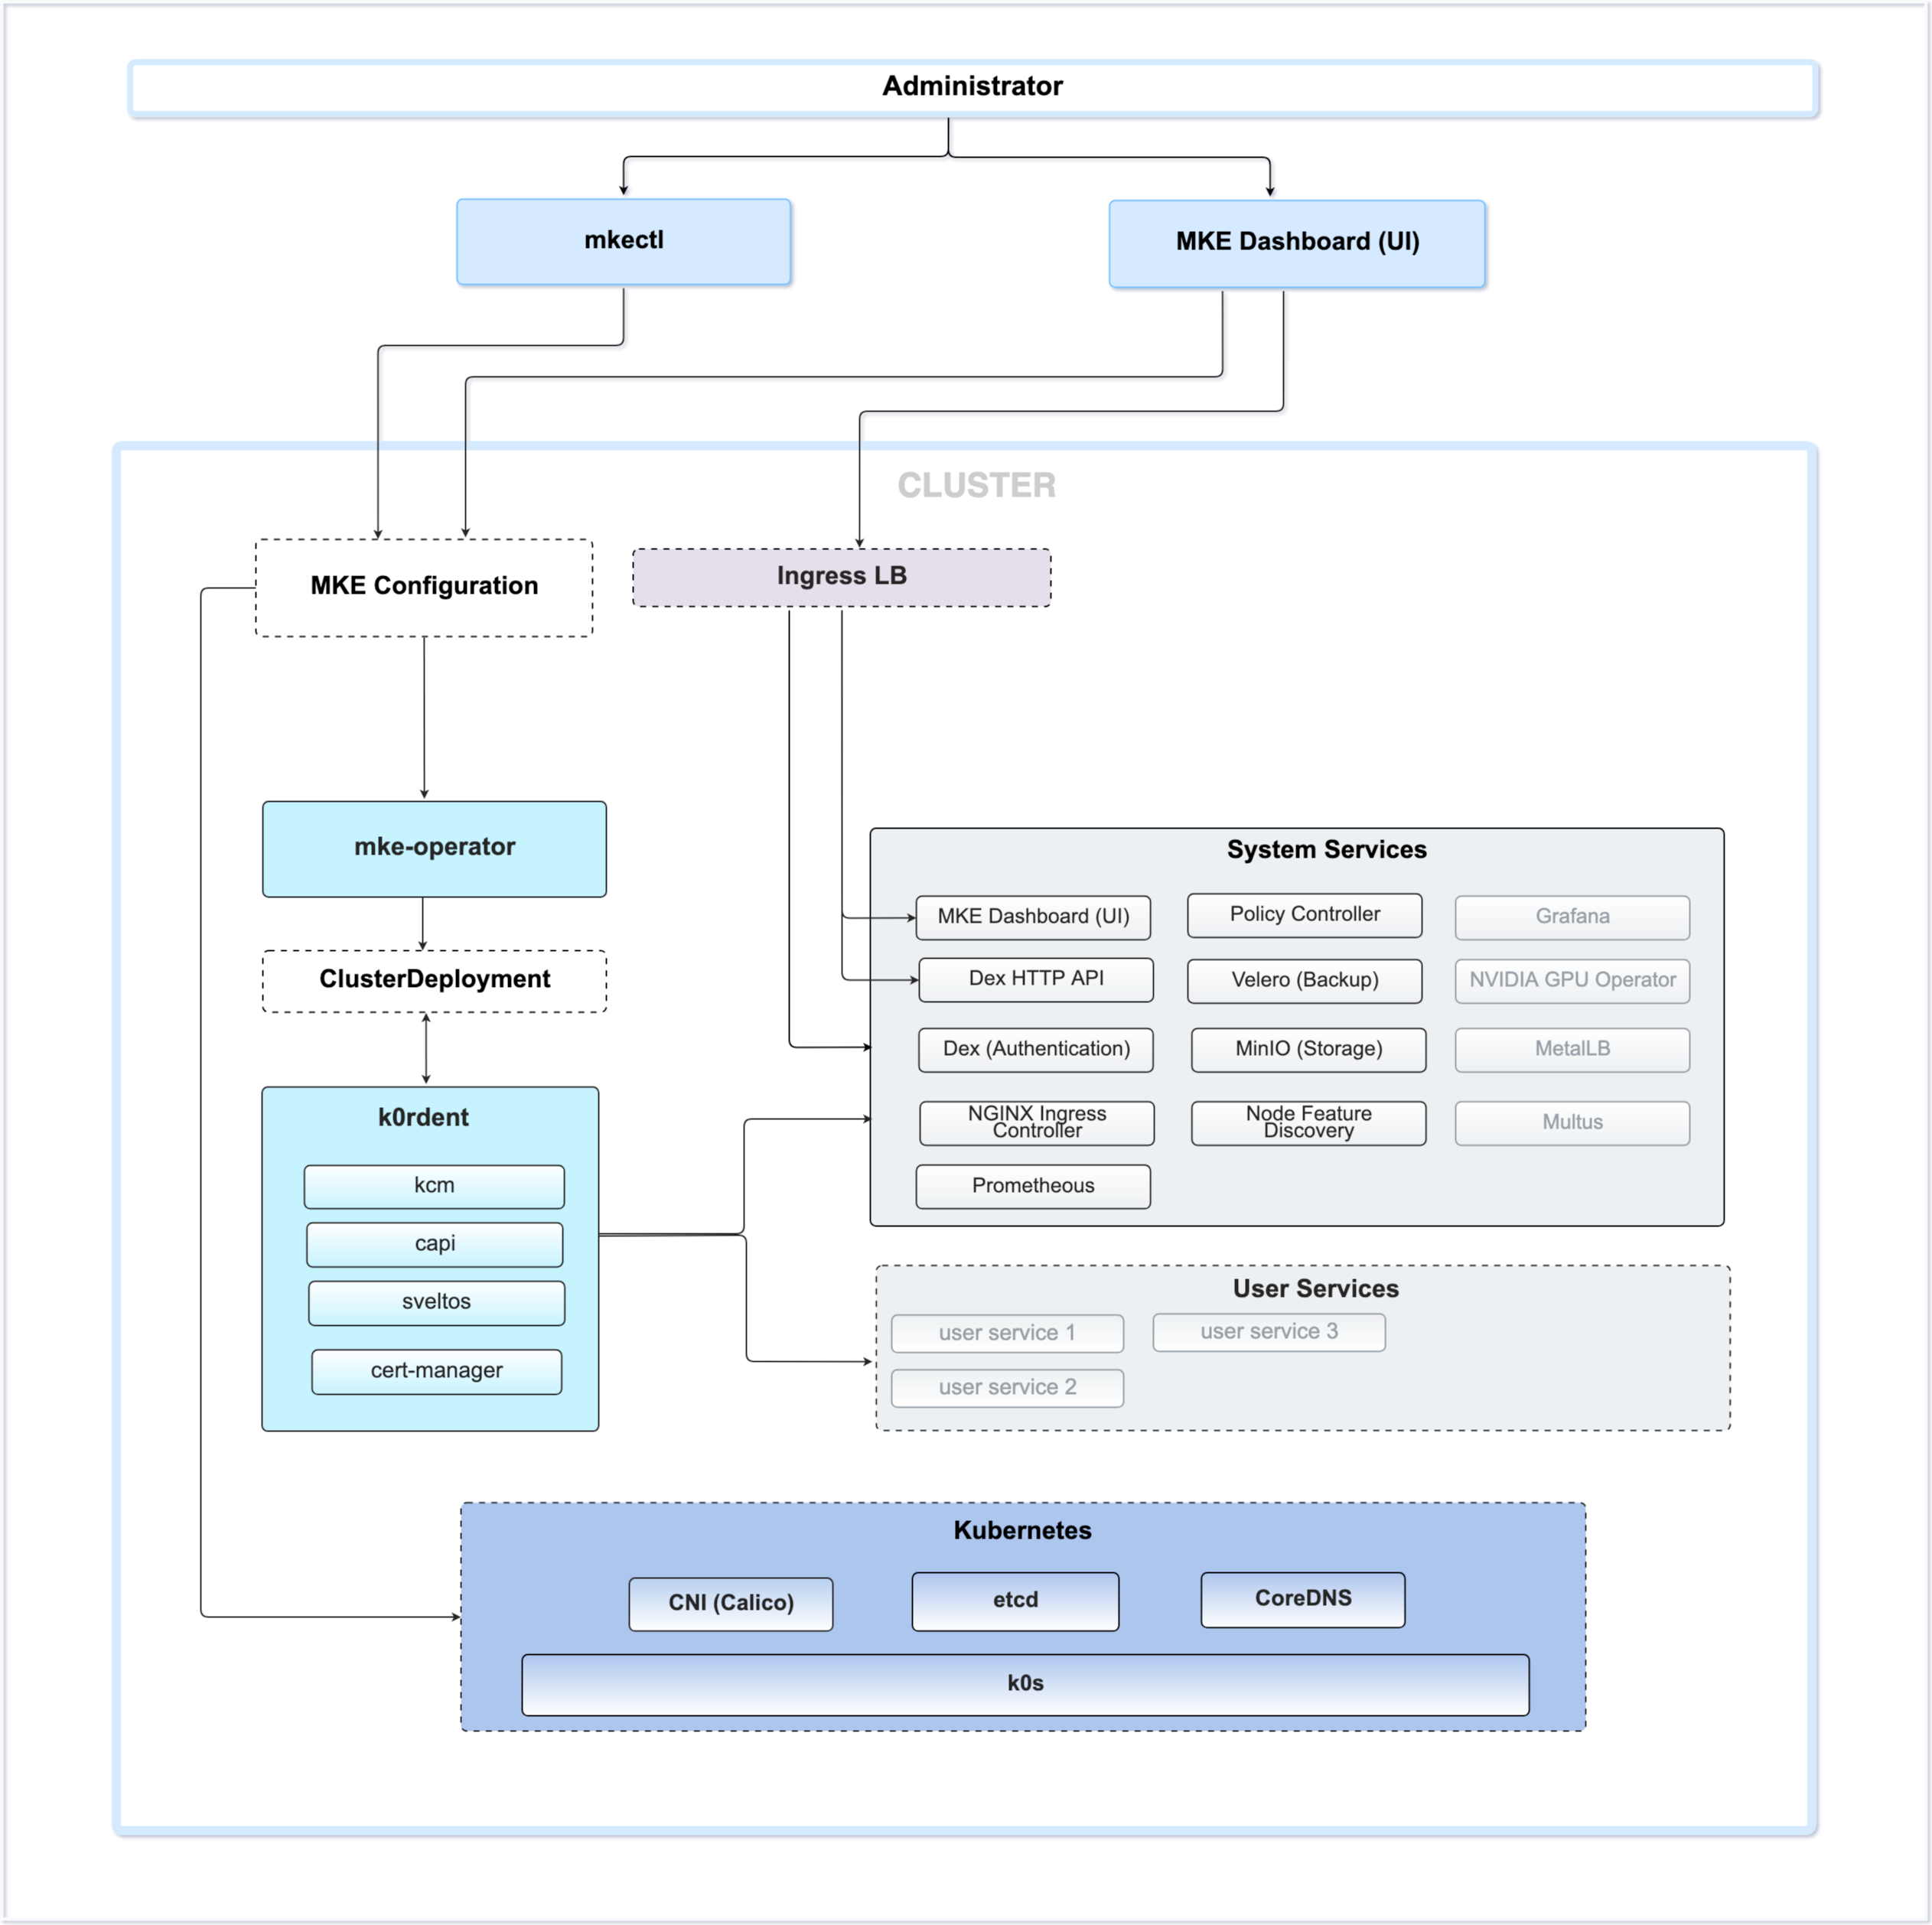 Administrator
mkectl
MKE Dashboard (UI)
CLUSTER
MKE Configuration
Ingress LB
mke-operator
ClusterDeployment
k0rdent
kcm
capi
sveltos
cert-manager
System Services
MKE Dashboard (UI)
Policy Controller
Grafana
Dex HTTP API
Velero (Backup)
NVIDIA GPU Operator
Dex (Authentication)
MinIO (Storage)
MetalLB
NGINX Ingress
Controller
Node Feature
Discovery
Multus
Prometheous
User Services
user service 1
user service 3
user service 2
Kubernetes
CNI (Calico)
etcd
CoreDNS
k0s